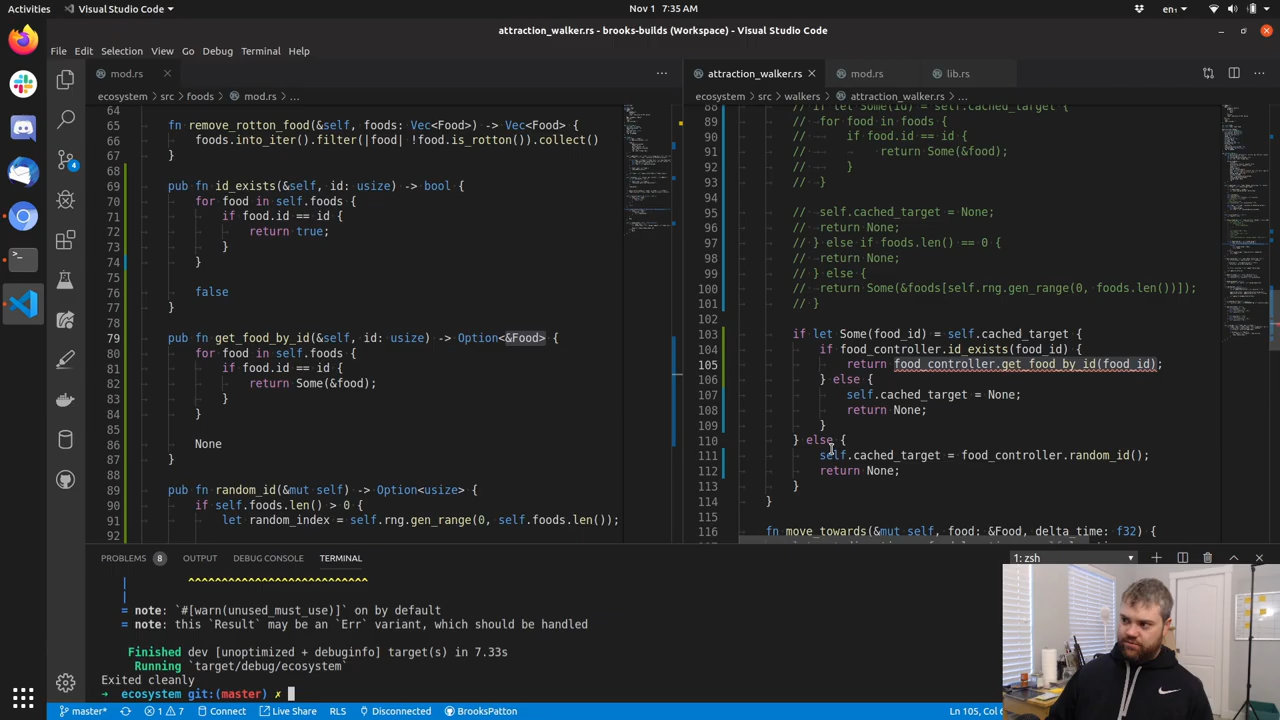 Activities
Visual Studio Code
Nov 1 7:35 AM
en1
attraction_walker.rs - brooks-builds (Workspace) - Visual Studio Code
File Edit Selection View Go Debug Terminal Help
mod.rs
ecosystem › src › foods › mod.rs › ...
64
65 fn remove_rotton_food(&self, foods: Vec<Food>) -> Vec<Food> {
66 foods.into_iter().filter(|food| !food.is_rotton()).collect()
67 }
68
69 pub fn id_exists(&self, id: usize) -> bool {
70 for food in self.foods {
71 if food.id == id {
72 return true;
73 }
74 }
75
76 false
77 }
78
79 pub fn get_food_by_id(&self, id: usize) -> Option<&Food> {
80 for food in self.foods {
81 if food.id == id {
82 return Some(&food);
83 }
84 }
85
86 None
87 }
88
89 pub fn random_id(&mut self) -> Option<usize> {
90 if self.foods.len() > 0 {
91 let random_index = self.rng.gen_range(0, self.foods.len());
92
attraction_walker.rs mod.rs lib.rs
ecosystem › src › walkers › attraction_walker.rs › ...
88 // if let Some(id) = self.cached_target {
89 // for food in foods {
90 // if food.id == id {
91 // return Some(&food);
92 // }
93 // }
94
95 // self.cached_target = None;
96 // return None;
97 // } else if foods.len() == 0 {
98 // return None;
99 // } else {
100 // return Some(&foods[self.rng.gen_range(0, foods.len())]);
101 // }
102
103 if let Some(food_id) = self.cached_target {
104 if food_controller.id_exists(food_id) {
105 return food_controller.get_food_by_id(food_id);
106 } else {
107 self.cached_target = None;
108 return None;
109 }
110 } else {
111 self.cached_target = food_controller.random_id();
112 return None;
113 }
114 }
115
116 fn move_towards(&mut self, food: &Food, delta_time: f32) {
PROBLEMS 8 OUTPUT DEBUG CONSOLE TERMINAL
1: zsh
| ^^^^^^^^^^^^^^^^^^^^^^^^^^^
|
= note: `#[warn(unused_must_use)]` on by default
= note: this `Result` may be an `Err` variant, which should be handled
Finished dev [unoptimized + debuginfo] target(s) in 7.33s
Running `target/debug/ecosystem`
Exited cleanly
➜ ecosystem git:(master) ✗
4
master* 1 7 Connect Live Share RLS Disconnected BrooksPatton